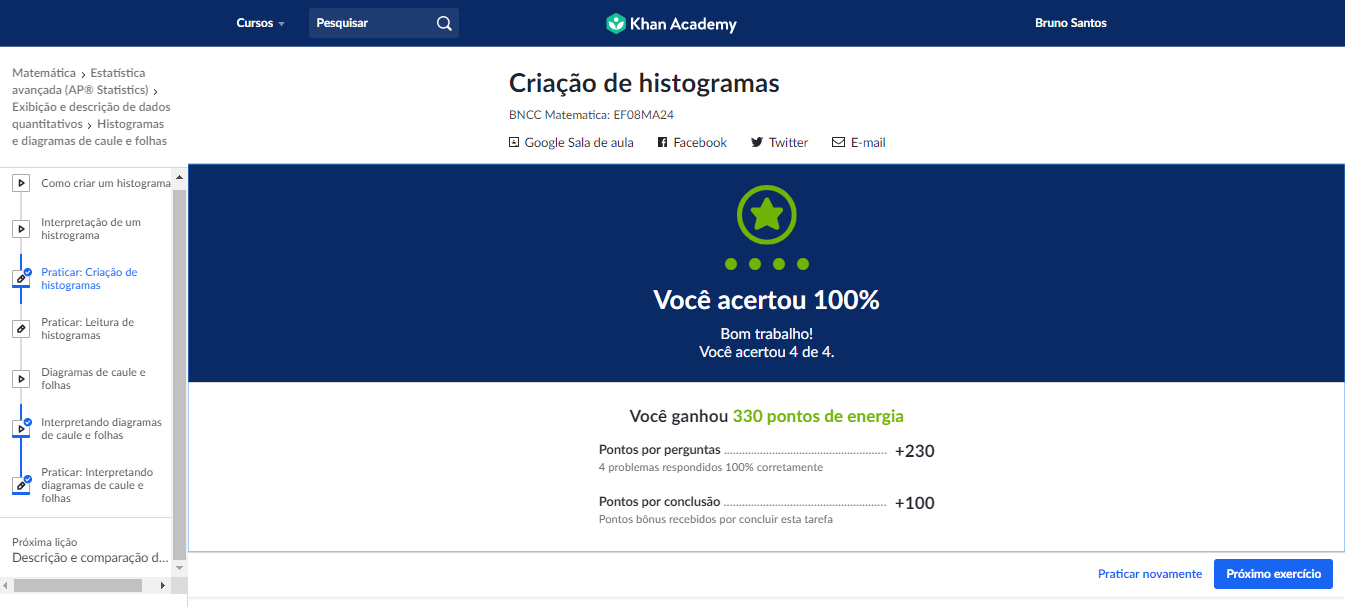 Cursos
Pesquisar
Khan Academy
Bruno Santos
Matemática › Estatística
avançada (AP® Statistics) ›
Exibição e descrição de dados
quantitativos › Histogramas
e diagramas de caule e folhas
Como criar um histograma
Interpretação de um
histrograma
Praticar: Criação de
histogramas
Praticar: Leitura de
histogramas
Diagramas de caule e
folhas
Interpretando diagramas
de caule e folhas
Praticar: Interpretando
diagramas de caule e
folhas
Próxima lição
Descrição e comparação d...
Criação de histogramas
BNCC Matematica: EF08MA24
Google Sala de aula Facebook Twitter E-mail
Você acertou 100%
Bom trabalho!
Você acertou 4 de 4.
Você ganhou 330 pontos de energia
Pontos por perguntas +230
4 problemas respondidos 100% corretamente
Pontos por conclusão +100
Pontos bônus recebidos por concluir esta tarefa
Praticar novamente Próximo exercício